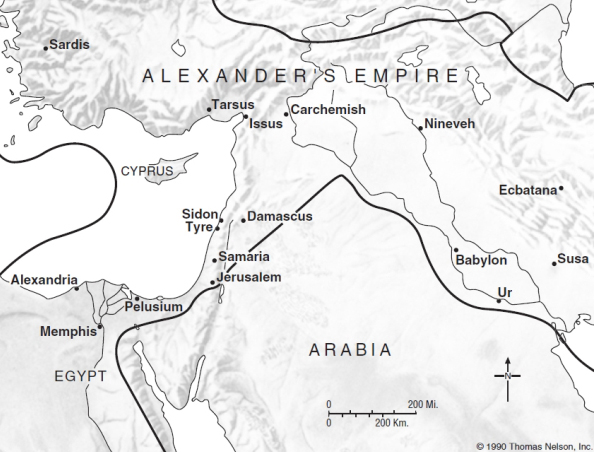 Sardis
ALEXANDER'S EMPIRE
Tarsus
Issus
Carchemish
Nineveh
CYPRUS
Ecbatana
Sidon
Tyre
Damascus
Samaria
Babylon
Susa
Alexandria
Jerusalem
Ur
Pelusium
Memphis
ARABIA
EGYPT
N
0 200 Mi.
0 200 Km.
© 1990 Thomas Nelson, Inc.